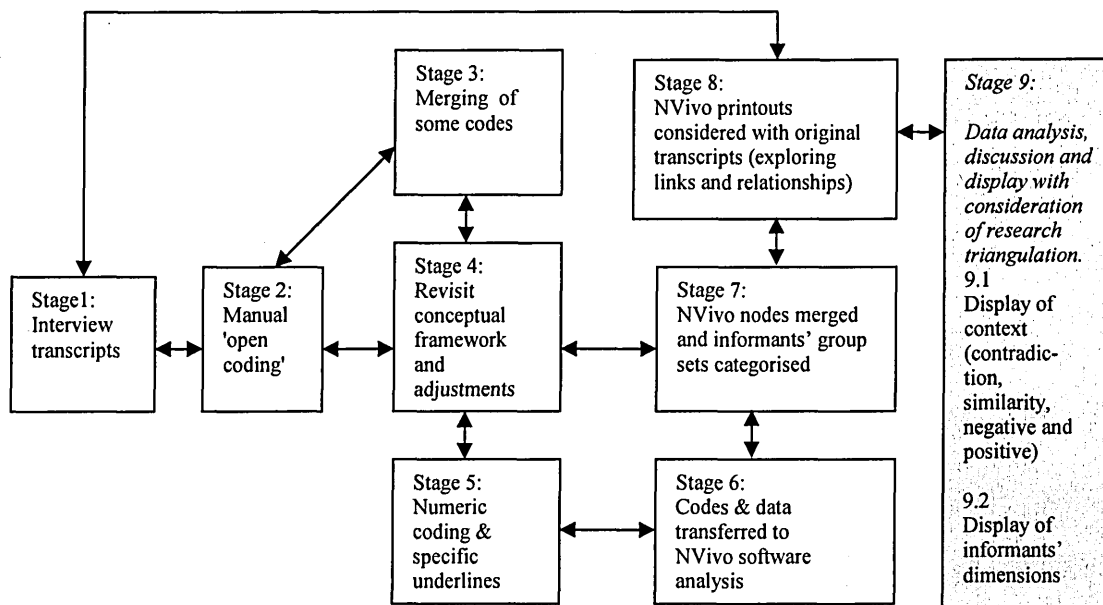 Stage1:
Interview
transcripts
Stage 2:
Manual
'open
coding'
Stage 3:
Merging of
some codes
Stage 4:
Revisit
conceptual
framework
and
adjustments
Stage 5:
Numeric
coding &
specific
underlines
Stage 6:
Codes & data
transferred to
NVivo software
analysis
Stage 7:
NVivo nodes merged
and informants' group
sets categorised
Stage 8:
NVivo printouts
considered with original
transcripts (exploring
links and relationships)
Stage 9:
Data analysis,
discussion and
display with
consideration
of research
triangulation.
9.1
Display of
context
(contradic-
tion,
similarity,
negative and
positive)
9.2
Display of
informants'
dimensions